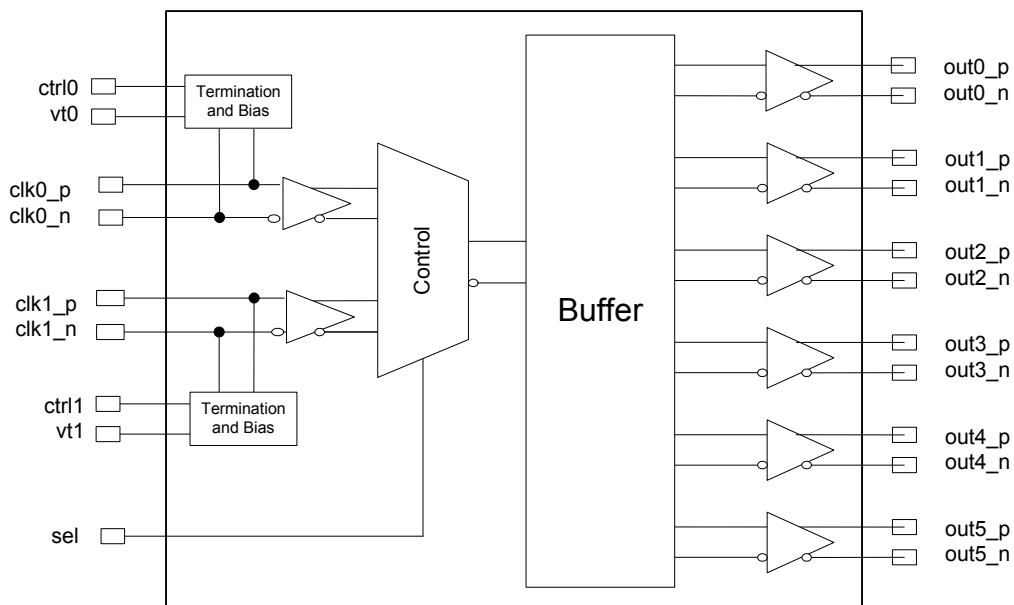 ctrl0
vt0
Termination
and Bias
clk0_p
clk0_n
clk1_p
clk1_n
ctrl1
vt1
Termination
and Bias
sel
Control
Buffer
out0_p
out0_n
out1_p
out1_n
out2_p
out2_n
out3_p
out3_n
out4_p
out4_n
out5_p
out5_n